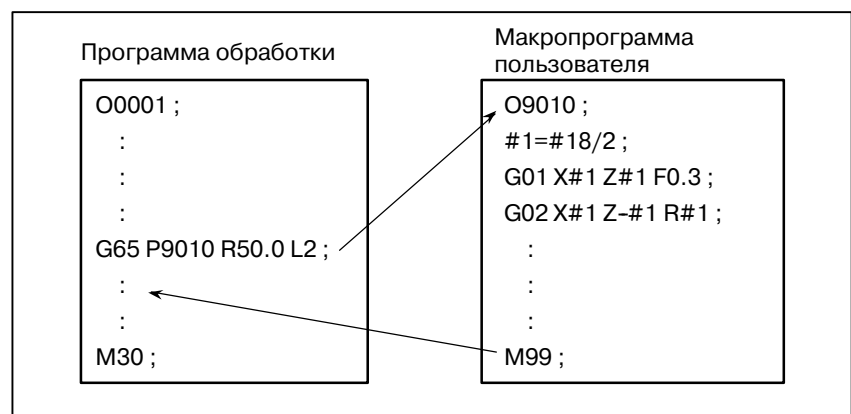 Программа обработки
O0001 ;
:
:
:
G65 P9010 R50.0 L2 ;
:
:
M30 ;
Макропрограмма
пользователя
O9010 ;
#1=#18/2 ;
G01 X#1 Z#1 F0.3 ;
G02 X#1 Z-#1 R#1 ;
:
:
:
M99 ;